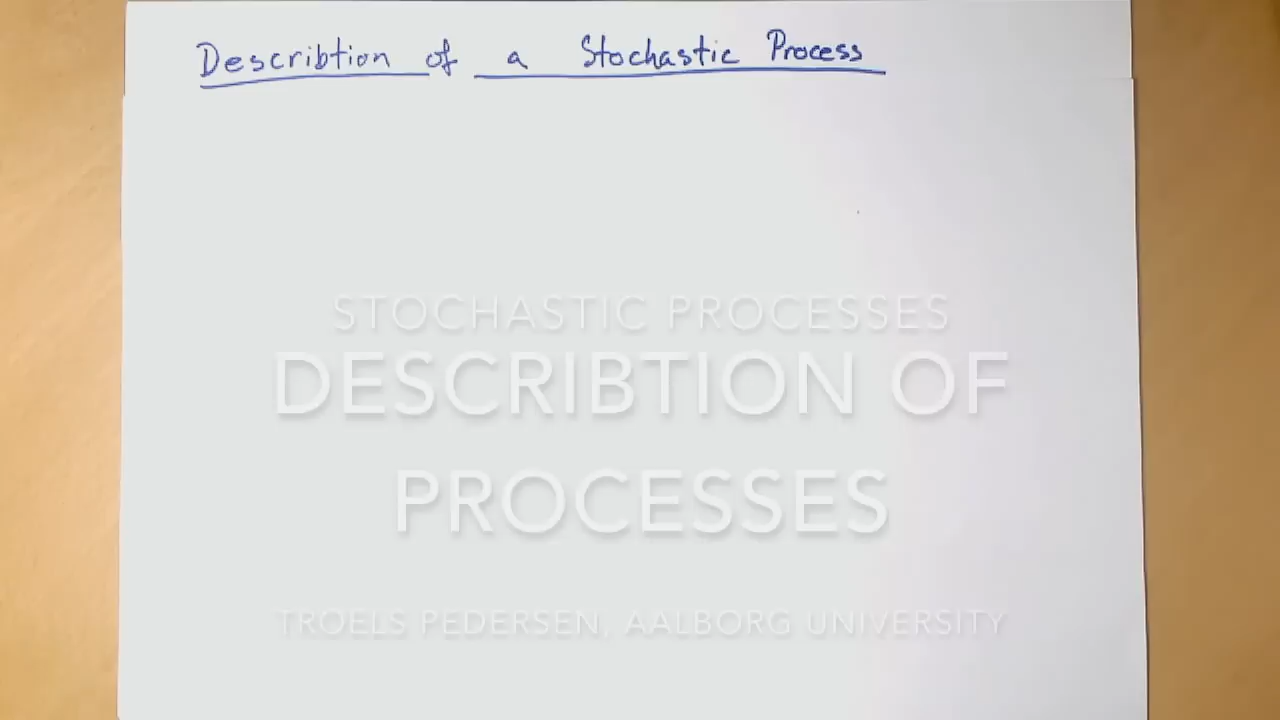 Describtion of a Stochastic Process
STOCHASTIC PROCESSES
DESCRIBTION OF
PROCESSES
TROELS PEDERSEN, AALBORG UNIVERSITY